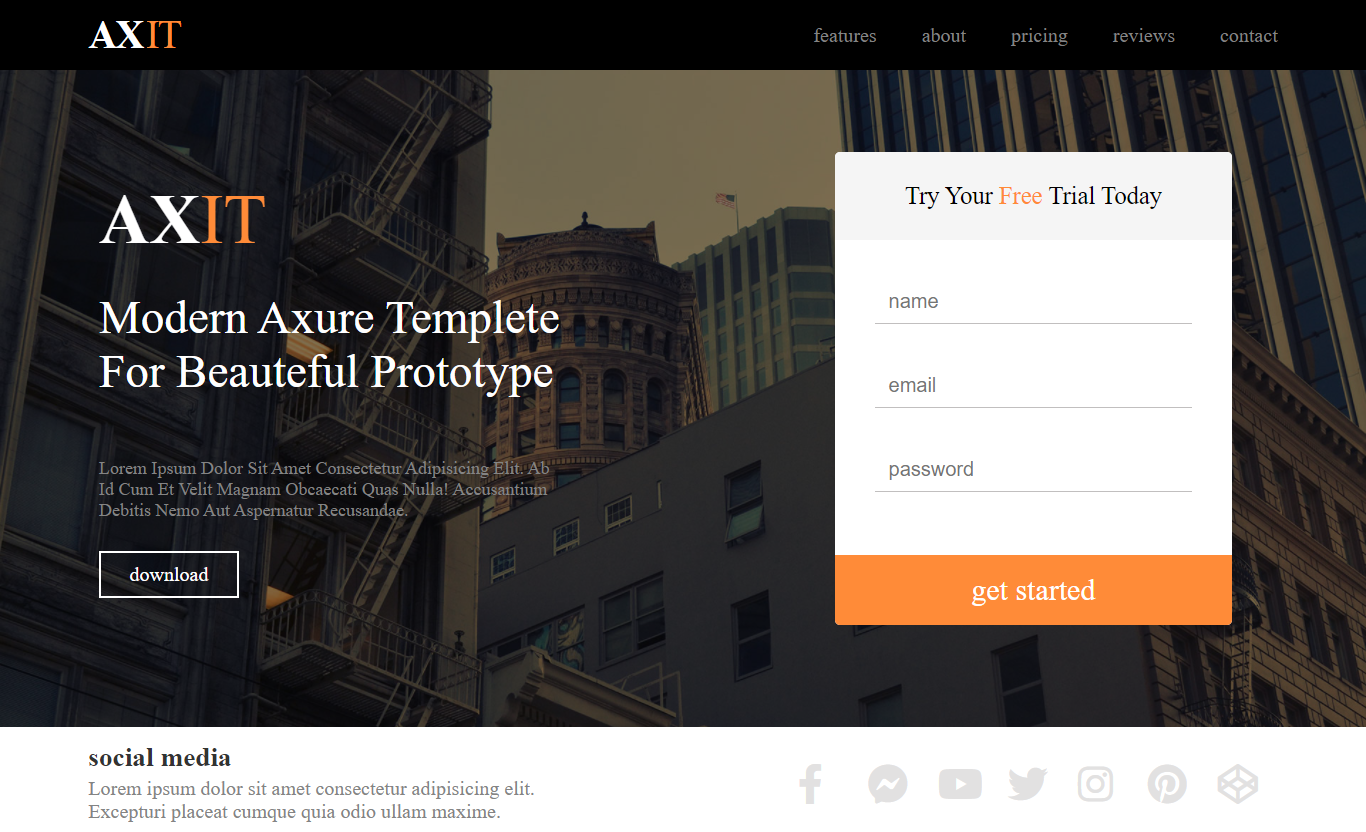 AXIT
features about pricing reviews contact
AXIT
Modern Axure Templete
For Beauteful Prototype
Lorem Ipsum Dolor Sit Amet Consectetur Adipisicing Elit. Ab
Id Cum Et Velit Magnam Obcaecati Quas Nulla! Accusantium
Debitis Nemo Aut Aspernatur Recusandae.
download
Try Your Free Trial Today
name
email
password
get started
social media
Lorem ipsum dolor sit amet consectetur adipisicing elit.
Excepturi placeat cumque quia odio ullam maxime.